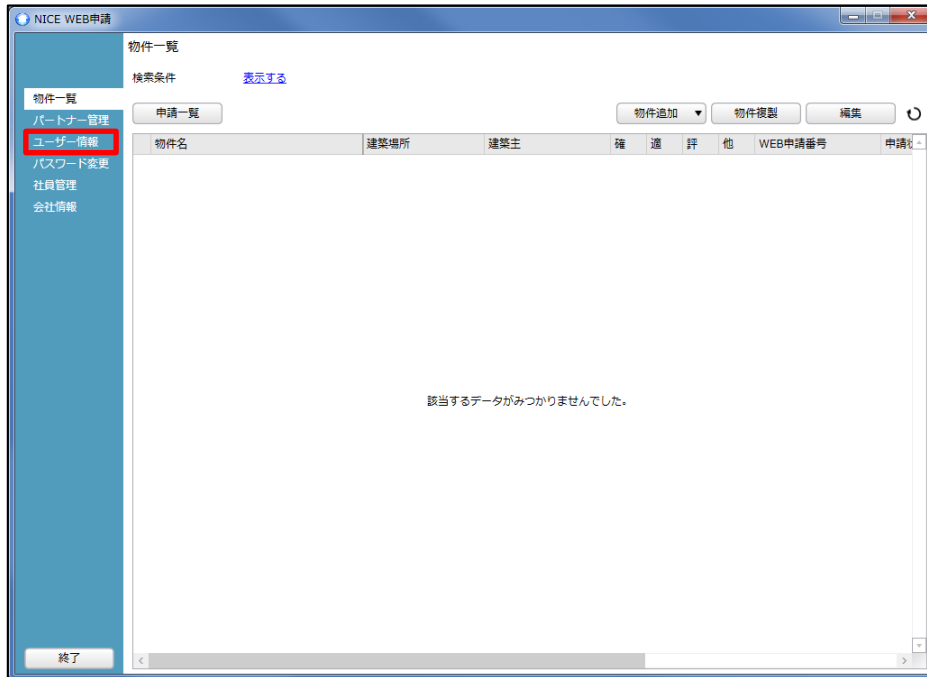 NICE WEB申請
物件一覧
検索条件 表示する
物件一覧
パートナー管理
ユーザー情報
パスワード変更
社員管理
会社情報
申請一覧 物件追加 ▼ 物件複製 編集
物件名 建築場所 建築主 確 適 評 他 WEB申請番号 申請
該当するデータがみつかりませんでした。
終了